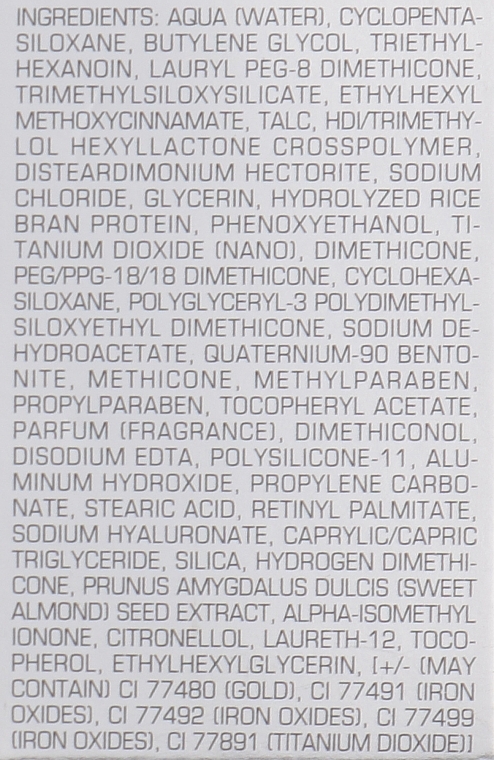 INGREDIENTS: AQUA (WATER), CYCLOPENTA-
SILOXANE, BUTYLENE GLYCOL, TRIETHYL-
HEXANOIN, LAURYL PEG-8 DIMETHICONE,
TRIMETHYLSILOXYSILICATE, ETHYLHEXYL
METHOXYCINNAMATE, TALC, HDI/TRIMETHY-
LOL HEXYLLACTONE CROSSPOLYMER,
DISTEARDIMONIUM HECTORITE, SODIUM
CHLORIDE, GLYCERIN, HYDROLYZED RICE
BRAN PROTEIN, PHENOXYETHANOL, TI-
TANIUM DIOXIDE (NANO), DIMETHICONE,
PEG/PPG-18/18 DIMETHICONE, CYCLOHEXA-
SILOXANE, POLYGLYCERYL-3 POLYDIMETHYL-
SILOXYETHYL DIMETHICONE, SODIUM DE-
HYDROACETATE, QUATERNIUM-90 BENTO-
NITE, METHICONE, METHYLPARABEN,
PROPYLPARABEN, TOCOPHERYL ACETATE,
PARFUM (FRAGRANCE), DIMETHICONOL,
DISODIUM EDTA, POLYSILICONE-11, ALU-
MINUM HYDROXIDE, PROPYLENE CARBO-
NATE, STEARIC ACID, RETINYL PALMITATE,
SODIUM HYALURONATE, CAPRYLIC/CAPRIC
TRIGLYCERIDE, SILICA, HYDROGEN DIMETHI-
CONE, PRUNUS AMYGDALUS DULCIS (SWEET
ALMOND) SEED EXTRACT, ALPHA-ISOMETHYL
IONONE, CITRONELLOL, LAURETH-12, TOCO-
PHEROL, ETHYLHEXYLGLYCERIN, [+/- (MAY
CONTAIN) CI 77480 (GOLD), CI 77491 (IRON
OXIDES), CI 77492 (IRON OXIDES), CI 77499
(IRON OXIDES), CI 77891 (TITANIUM DIOXIDE)]